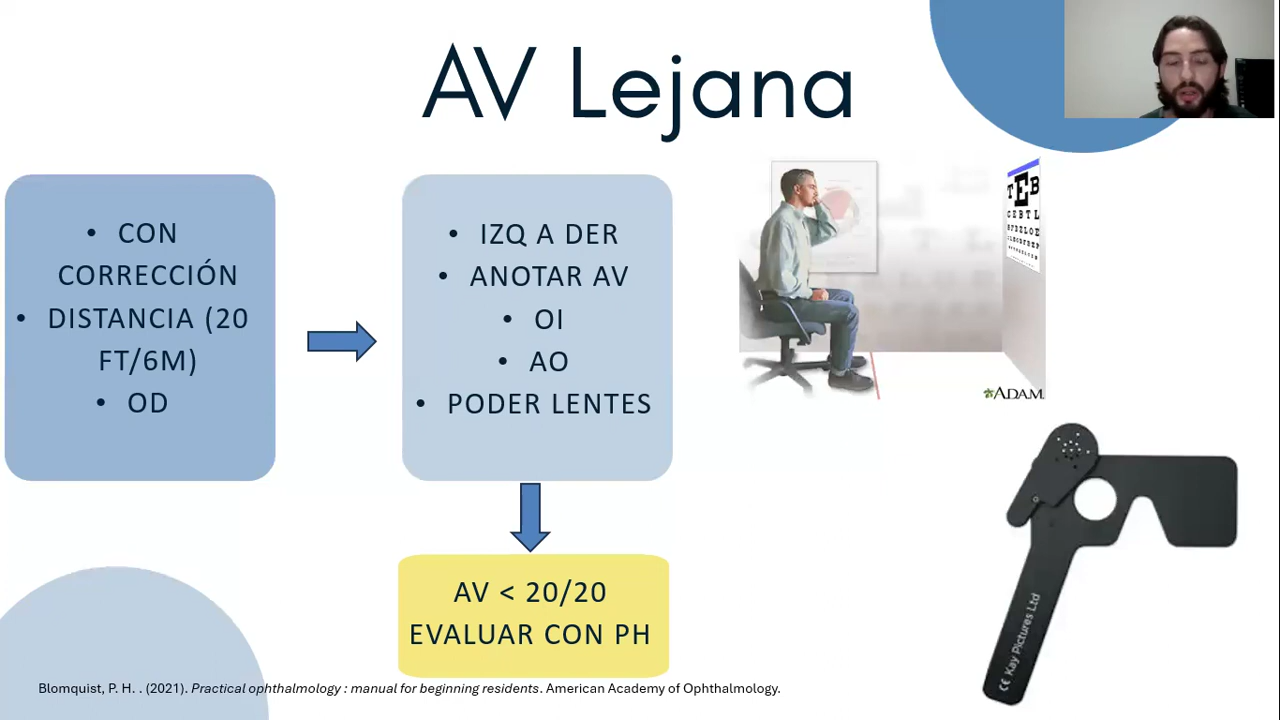 AV Lejana
• CON
CORRECCIÓN
• DISTANCIA (20
FT/6M)
• OD
• IZQ A DER
• ANOTAR AV
• OI
• AO
• PODER LENTES
AV < 20/20
EVALUAR CON PH
TEB
ADAM.
CE Kay Pictures Ltd
Blomquist, P. H. . (2021). Practical ophthalmology : manual for beginning residents. American Academy of Ophthalmology.